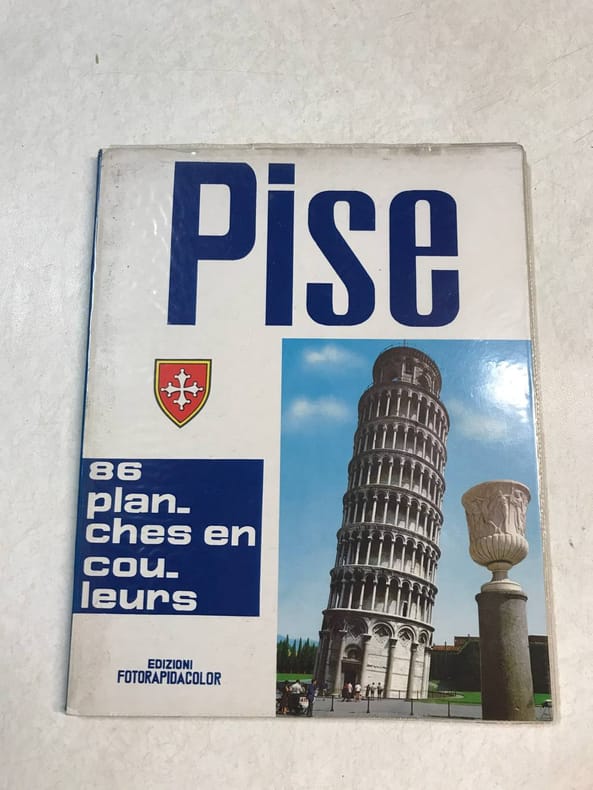 Pise
86
plan-
ches en
cou-
leurs
EDIZIONI
FOTORAPIDACOLOR